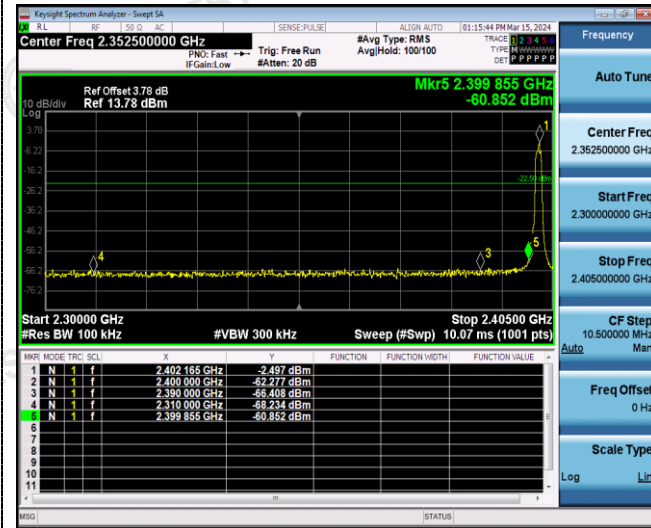 Keysight Spectrum Analyzer - Swept SA
RL RF 50 Ω AC SENSE:PULSE ALIGN AUTO 01:15:44 PM Mar 15, 2024
Center Freq 2.352500000 GHz
PNO: Fast Trig: Free Run
IFGain:Low #Atten: 20 dB
#Avg Type: RMS
Avg|Hold: 100/100
TRACE 1 2 3 4 5 6
TYPE M W W W W W
DET P P P P P P
Ref Offset 3.78 dB
10 dB/div Ref 13.78 dBm
Log
Mkr5 2.399 855 GHz
-60.852 dBm
3.78
-6.22
-16.2
-26.2
-36.2
-46.2
-56.2
-66.2
-76.2
-22.50 dBm
1
3
4
5
Start 2.30000 GHz Stop 2.40500 GHz
#Res BW 100 kHz #VBW 300 kHz Sweep (#Swp) 10.07 ms (1001 pts)
MKR MODE TRC SCL X Y FUNCTION FUNCTION WIDTH FUNCTION VALUE
1 N 1 f 2.402 165 GHz -2.497 dBm
2 N 1 f 2.400 000 GHz -62.277 dBm
3 N 1 f 2.390 000 GHz -66.408 dBm
4 N 1 f 2.310 000 GHz -68.234 dBm
5 N 1 f 2.399 855 GHz -60.852 dBm
6
7
8
9
10
11
MSG STATUS
Frequency
Auto Tune
Center Freq
2.352500000 GHz
Start Freq
2.300000000 GHz
Stop Freq
2.405000000 GHz
CF Step
10.500000 MHz
Auto Man
Freq Offset
0 Hz
Scale Type
Log Lin